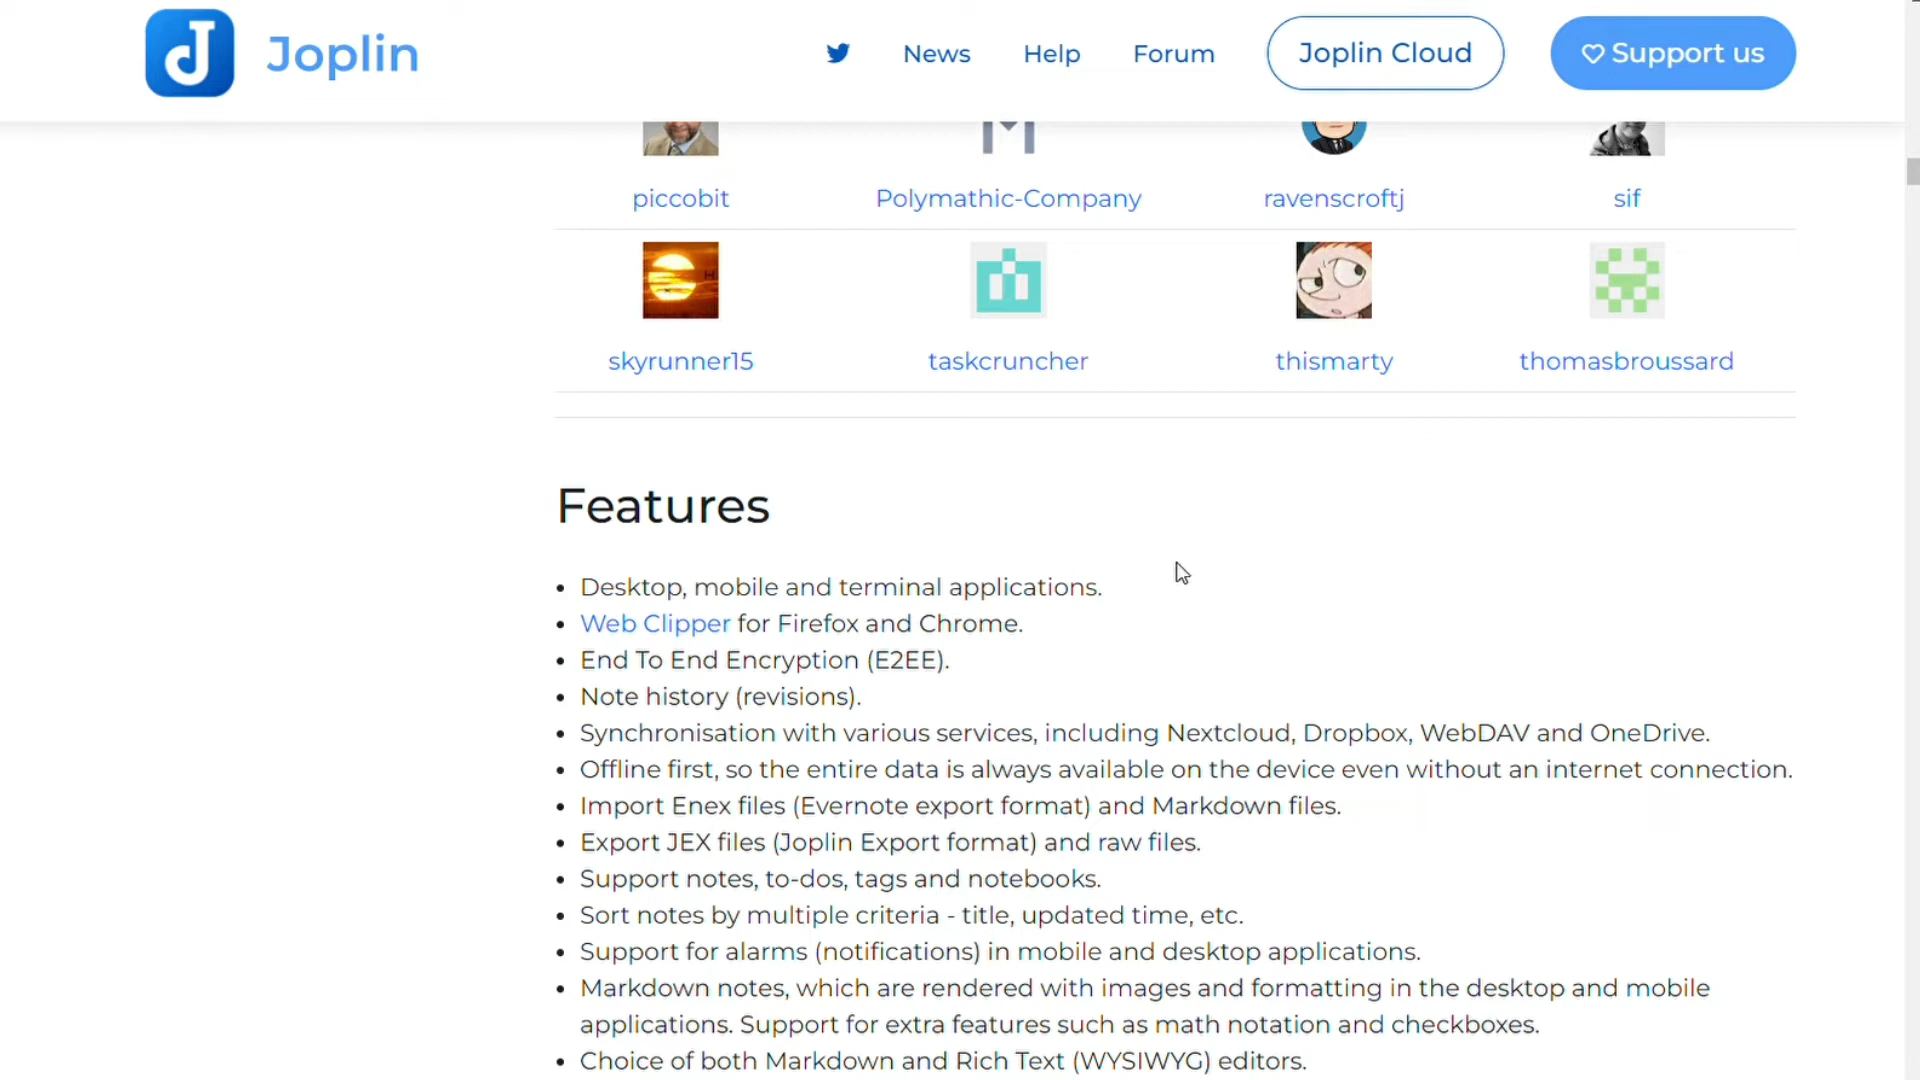 Joplin
News Help Forum Joplin Cloud Support us
piccobit Polymathic-Company ravenscroftj sif
skyrunner15 taskcruncher thismarty thomasbroussard
Features
• Desktop, mobile and terminal applications.
• Web Clipper for Firefox and Chrome.
• End To End Encryption (E2EE).
• Note history (revisions).
• Synchronisation with various services, including Nextcloud, Dropbox, WebDAV and OneDrive.
• Offline first, so the entire data is always available on the device even without an internet connection.
• Import Enex files (Evernote export format) and Markdown files.
• Export JEX files (Joplin Export format) and raw files.
• Support notes, to-dos, tags and notebooks.
• Sort notes by multiple criteria - title, updated time, etc.
• Support for alarms (notifications) in mobile and desktop applications.
• Markdown notes, which are rendered with images and formatting in the desktop and mobile
applications. Support for extra features such as math notation and checkboxes.
• Choice of both Markdown and Rich Text (WYSIWYG) editors.